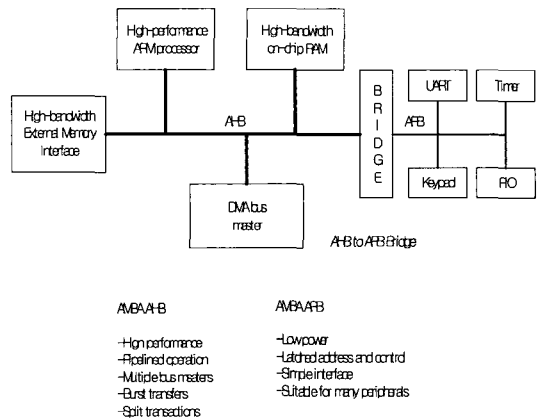 High-performance
ARM processor
High-bandwidth
on-chip RAM
High-bandwidth
External Memory
Interface
AHB
B
R
I
D
G
E
APB
UART
Timer
Keypad
PIO
DMA bus
master
AHB to APB Bridge
AMBA AHB
-High performance
-Pipelined operation
-Multiple bus msaters
-Burst transfers
-Split transactions
AMBA APB
-Low power
-Latched address and control
-Simple interface
-Suitable for many peripherals